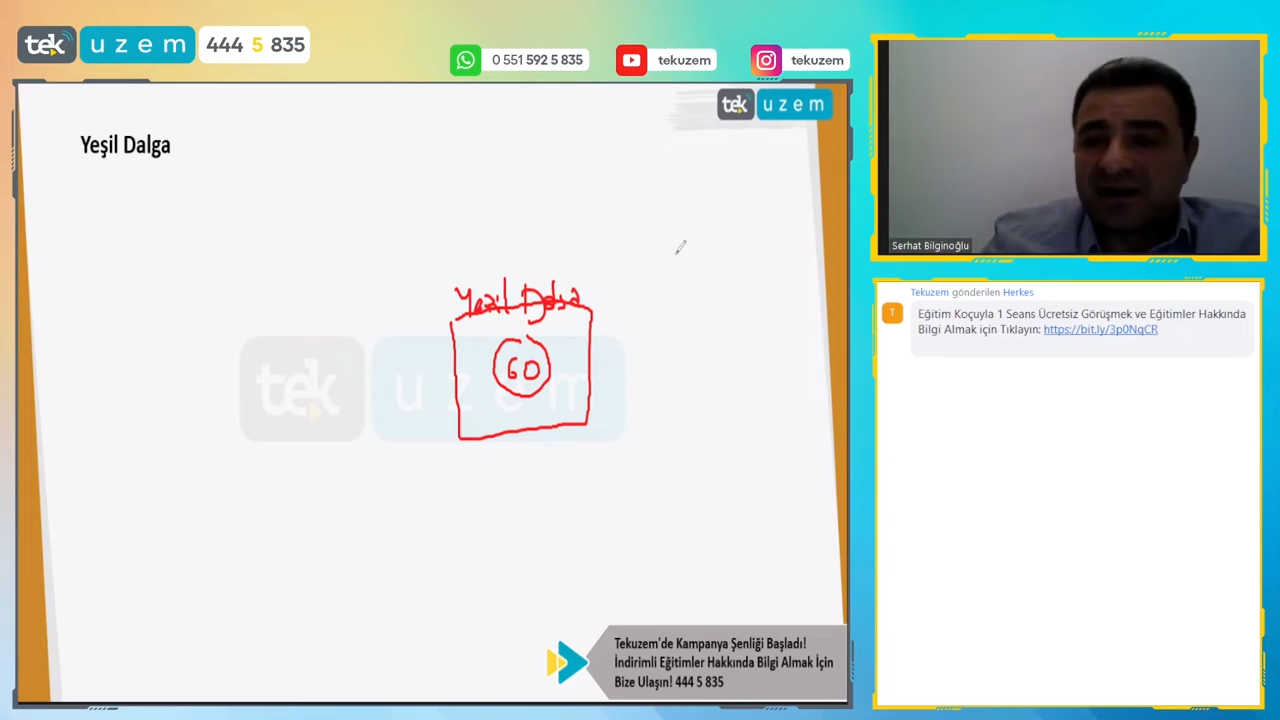 tek uzem 444 5 835
0 551 592 5 835
tekuzem
tekuzem
tek uzem
Yeşil Dalga
Yeşil Dalga
60
tek uzem
Tekuzem'de Kampanya Şenliği Başladı!
İndirimli Eğitimler Hakkında Bilgi Almak İçin
Bize Ulaşın! 444 5 835
Serhat Bilginoğlu
Tekuzem gönderilen Herkes
T
Eğitim Koçuyla 1 Seans Ücretsiz Görüşmek ve Eğitimler Hakkında
Bilgi Almak için Tıklayın: https://bit.ly/3p0NqCR